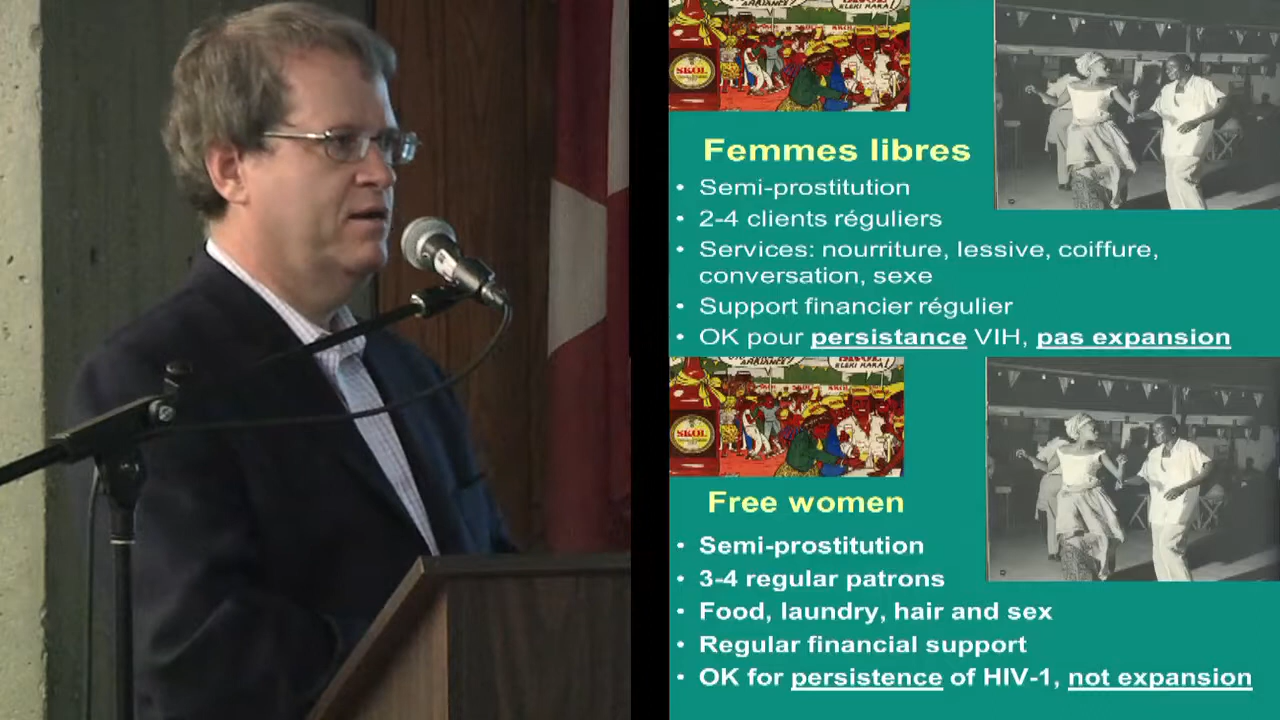 SKOL
Femmes libres
• Semi-prostitution
• 2-4 clients réguliers
• Services: nourriture, lessive, coiffure,
conversation, sexe
• Support financier régulier
• OK pour persistance VIH, pas expansion
SKOL
Free women
• Semi-prostitution
• 3-4 regular patrons
• Food, laundry, hair and sex
• Regular financial support
• OK for persistence of HIV-1, not expansion